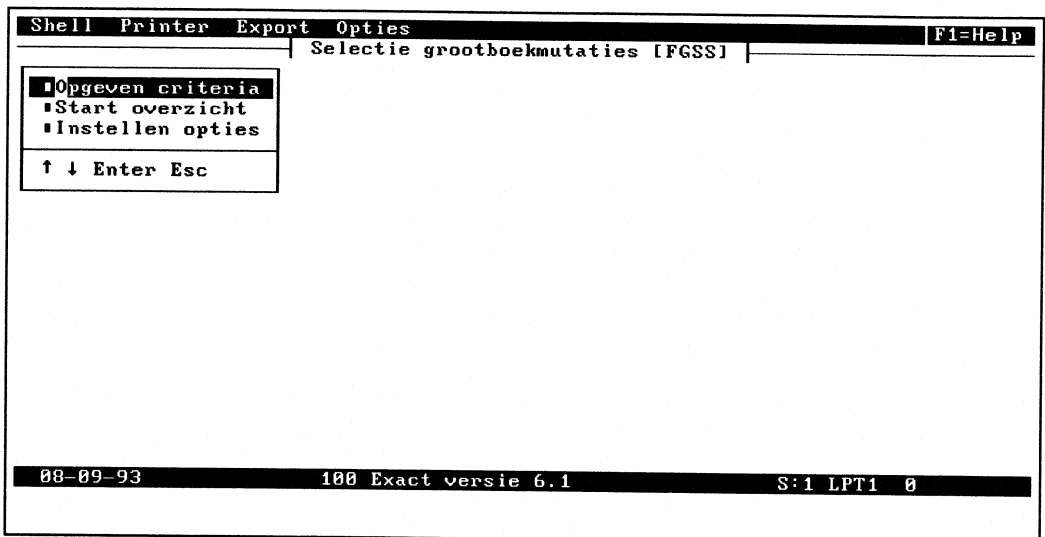 Shell Printer Export Opties F1=Help
Selectie grootboekmutaties [FGSS]
Opgeven criteria
Start overzicht
Instellen opties
↑ ↓ Enter Esc
08-09-93 100 Exact versie 6.1 S:1 LPT1 0